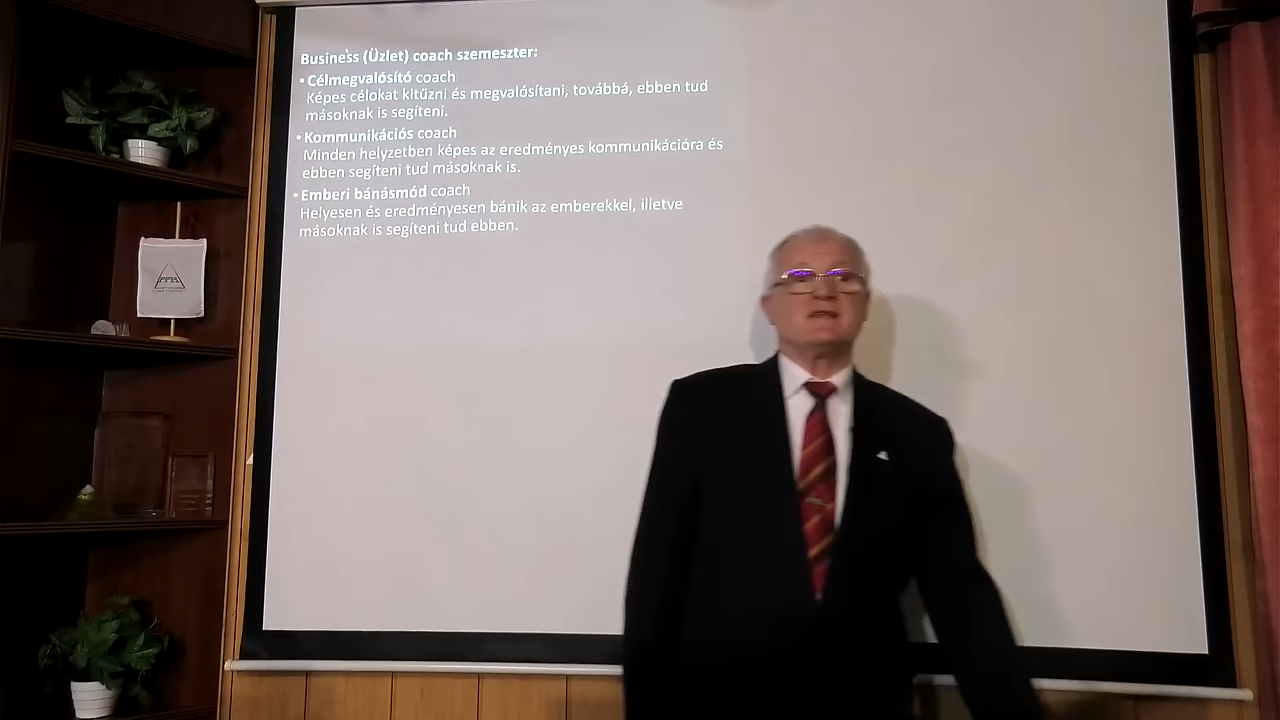 Business (Üzlet) coach szemeszter:
• Célmegvalósító coach
Képes célokat kitűzni és megvalósítani, továbbá, ebben tud
másoknak is segíteni.
• Kommunikációs coach
Minden helyzetben képes az eredményes kommunikációra és
ebben segíteni tud másoknak is.
• Emberi bánásmód coach
Helyesen és eredményesen bánik az emberekkel, illetve
másoknak is segíteni tud ebben.